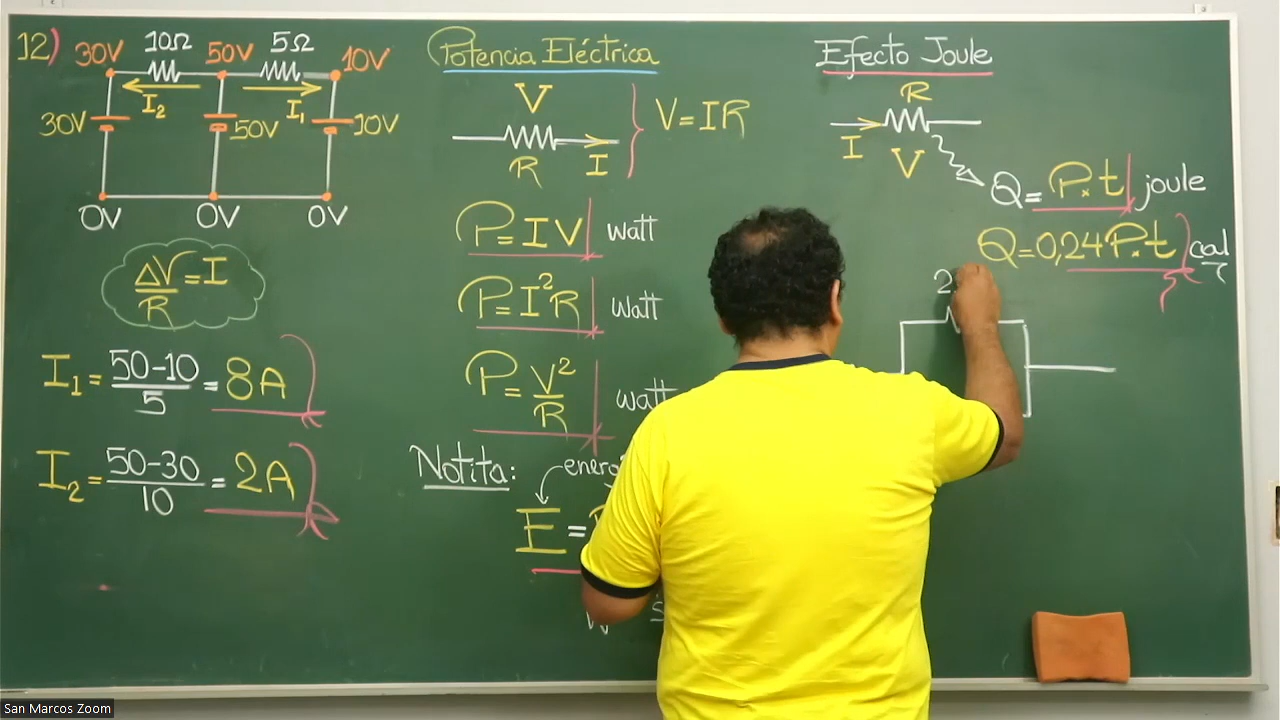 12)
30V 10Ω 50V 5Ω 10V
I₂ I₁
30V 50V 10V
0V 0V 0V
ΔV/R = I
I₁ = (50-10)/5 = 8A
I₂ = (50-30)/10 = 2A
Potencia Eléctrica
V
R I
V = IR
P = IV watt
P = I²R watt
P = V²/R watt
Notita:
E =
Efecto Joule
R
I V
Q = P.t joule
Q = 0,24 P.t cal
2
San Marcos Zoom